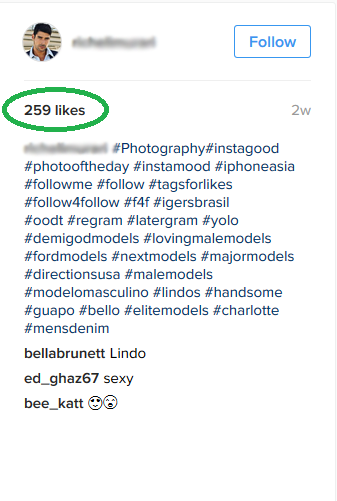 Follow
259 likes
2w
#Photography#instagood
#photooftheday #instamood #iphoneasia
#followme #follow #tagsforlikes
#follow4follow #f4f #igersbrasil
#oodt #regram #latergram #yolo
#demigodmodels #lovingmalemodels
#fordmodels #nextmodels #majormodels
#directionsusa #malemodels
#modelomasculino #lindos #handsome
#guapo #bello #elitemodels #charlotte
#mensdenim
bellabrunett Lindo
ed_ghaz67 sexy
bee_katt